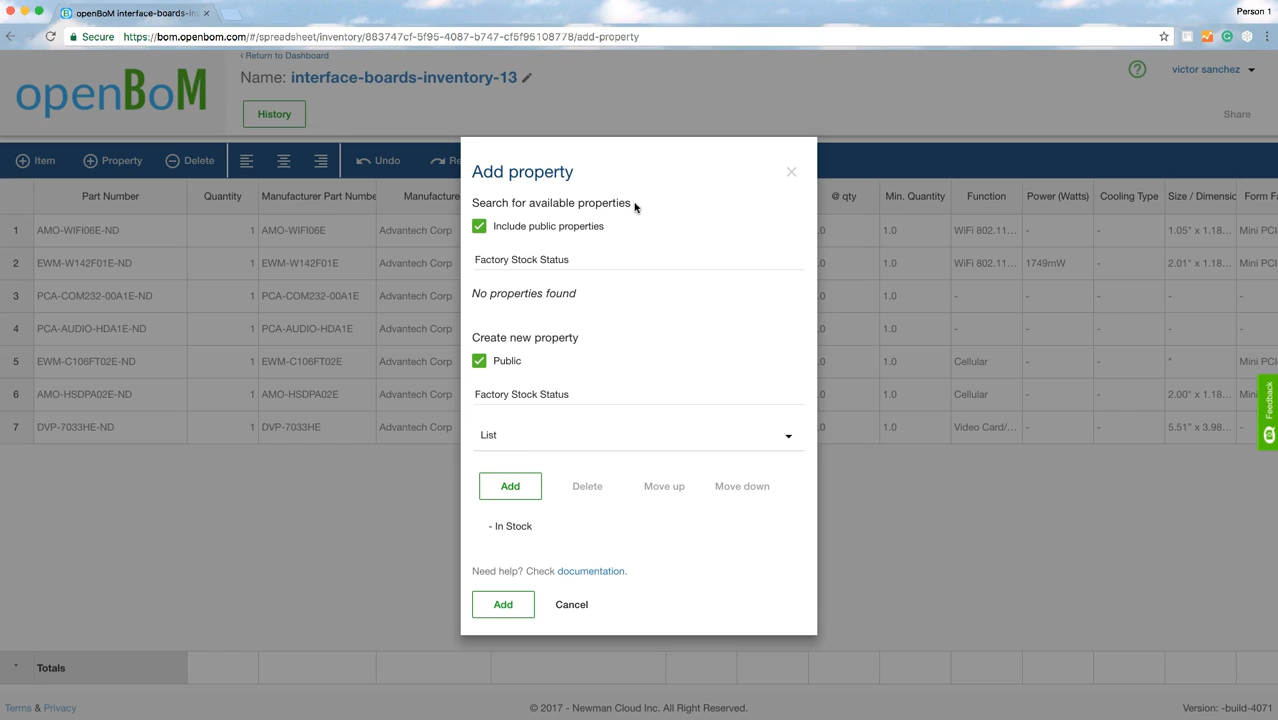 openBoM interface-boards-in
Person 1
Secure https://bom.openbom.com/#/spreadsheet/inventory/883747cf-5f95-4087-b747-cf5f95108778/add-property
openBoM
‹ Return to Dashboard
Name: interface-boards-inventory-13
History
victor sanchez
Share
Item Property Delete Undo Re
Part Number Quantity Manufacturer Part Numbe Manufacture @ qty Min. Quantity Function Power (Watts) Cooling Type Size / Dimensio Form Fa
1 AMO-WIFI06E-ND 1 AMO-WIFI06E Advantech Corp .0 1.0 WiFi 802.11... - - 1.05" x 1.18... Mini PCI
2 EWM-W142F01E-ND 1 EWM-W142F01E Advantech Corp .0 1.0 WiFi 802.11... 1749mW - 2.01" x 1.18... Mini PCI
3 PCA-COM232-00A1E-ND 1 PCA-COM232-00A1E Advantech Corp .0 1.0 - - - - -
4 PCA-AUDIO-HDA1E-ND 1 PCA-AUDIO-HDA1E Advantech Corp .0 1.0 - - - - -
5 EWM-C106FT02E-ND 1 EWM-C106FT02E Advantech Corp .0 1.0 Cellular - - - Mini PCI
6 AMO-HSDPA02E-ND 1 AMO-HSDPA02E Advantech Corp .0 1.0 Cellular - - 2.00" x 1.18... Mini PCI
7 DVP-7033HE-ND 1 DVP-7033HE Advantech Corp .0 1.0 Video Card/... - - 5.51" x 3.98... -
Add property
Search for available properties
Include public properties
Factory Stock Status
No properties found
Create new property
Public
Factory Stock Status
List
Add Delete Move up Move down
- In Stock
Need help? Check documentation.
Add Cancel
Feedback
* Totals
Terms & Privacy
© 2017 - Newman Cloud Inc. All Right Reserved.
Version: -build-4071